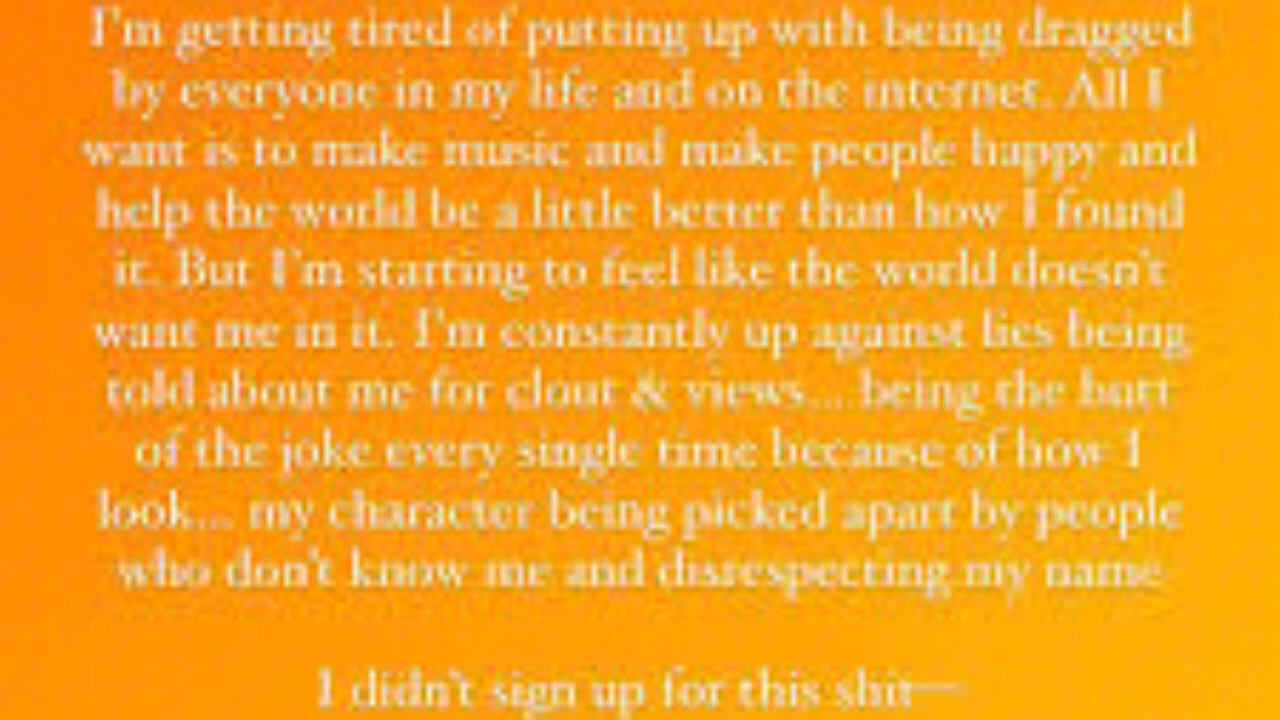 I'm getting tired of putting up with being dragged
by everyone in my life and on the internet. All I
want is to make music and make people happy and
help the world be a little better than how I found
it. But I'm starting to feel like the world doesn't
want me in it. I'm constantly up against lies being
told about me for clout & views... being the butt
of the joke every single time because of how I
look... my character being picked apart by people
who don't know me and disrespecting my name
I didn't sign up for this shit—